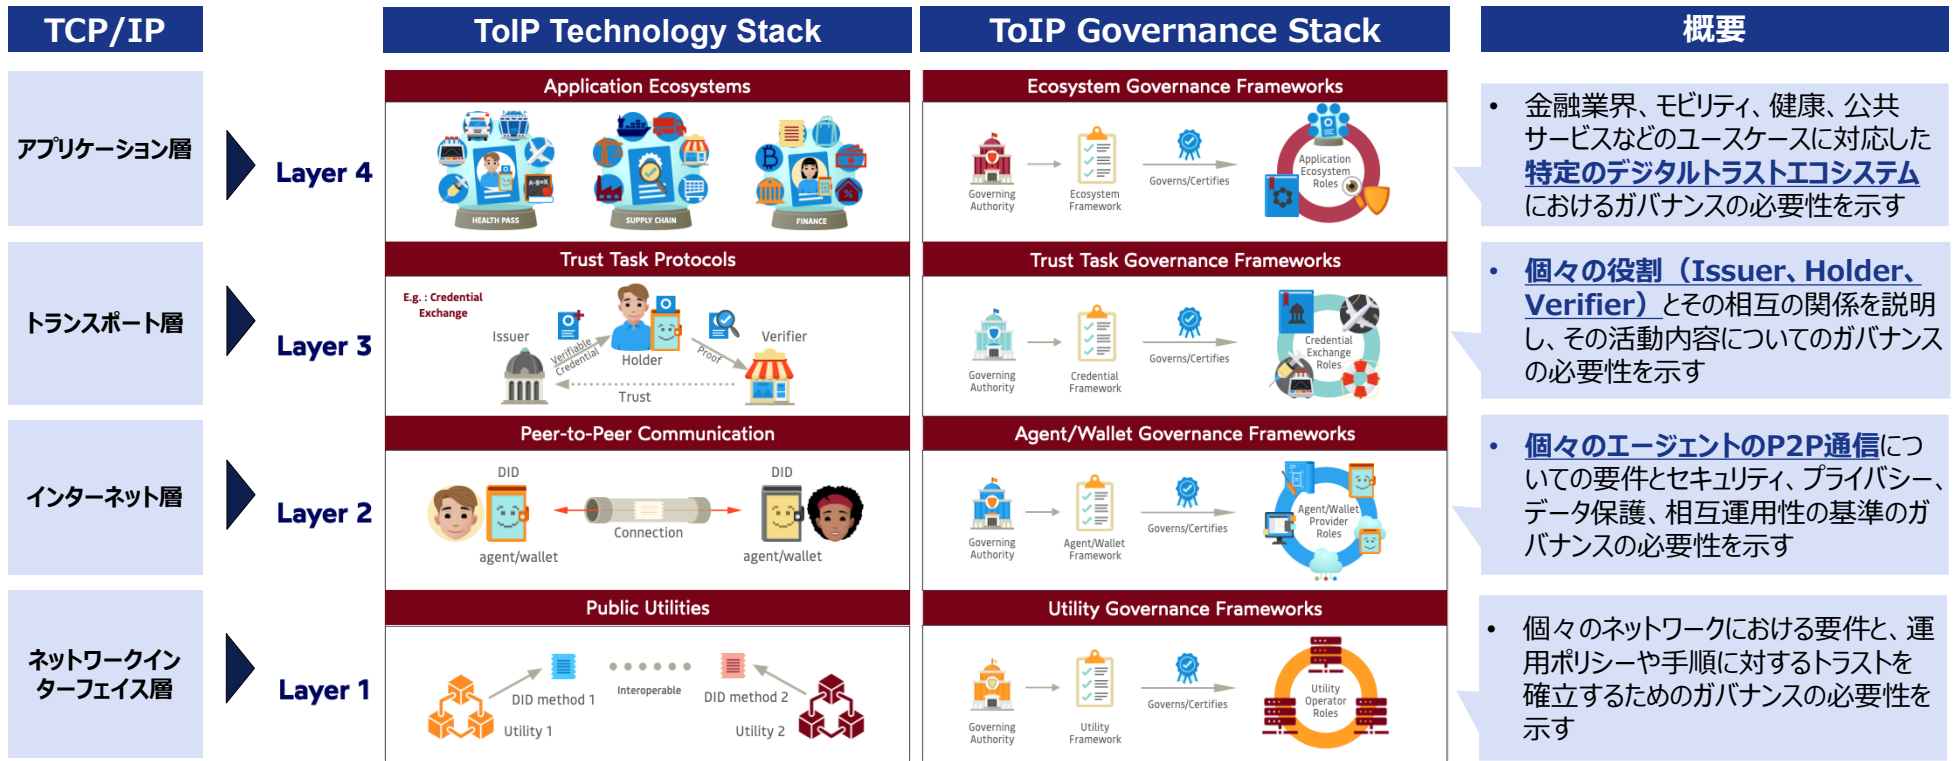 TCP/IP
ToIP Technology Stack
ToIP Governance Stack
概要
アプリケーション層
Layer 4
Application Ecosystems
HEALTH PASS
SUPPLY CHAIN
FINANCE
A-B=X
Ecosystem Governance Frameworks
Governing
Authority
Ecosystem
Framework
Governs/Certifies
Application
Ecosystem
Roles
• 金融業界、モビリティ、健康、公共
サービスなどのユースケースに対応した
特定のデジタルトラストエコシステム
におけるガバナンスの必要性を示す
トランスポート層
Layer 3
Trust Task Protocols
E.g. : Credential
Exchange
Issuer
Verifiable
Credential
Holder
Proof
Verifier
Trust
Trust Task Governance Frameworks
Governing
Authority
Credential
Framework
Governs/Certifies
Credential
Exchange
Roles
• 個々の役割（Issuer、Holder、
Verifier）とその相互の関係を説明
し、その活動内容についてのガバナンス
の必要性を示す
インターネット層
Layer 2
Peer-to-Peer Communication
DID
DID
Connection
agent/wallet
agent/wallet
Agent/Wallet Governance Frameworks
Governing
Authority
Agent/Wallet
Framework
Governs/Certifies
Agent/Wallet
Provider
Roles
• 個々のエージェントのP2P通信につ
いての要件とセキュリティ、プライバシー、
データ保護、相互運用性の基準のガ
バナンスの必要性を示す
ネットワークイン
ターフェイス層
Layer 1
Public Utilities
DID method 1
Interoperable
DID method 2
Utility 1
Utility 2
Utility Governance Frameworks
Governing
Authority
Utility
Framework
Governs/Certifies
Utility
Operator
Roles
• 個々のネットワークにおける要件と、運
用ポリシーや手順に対するトラストを
確立するためのガバナンスの必要性を
示す